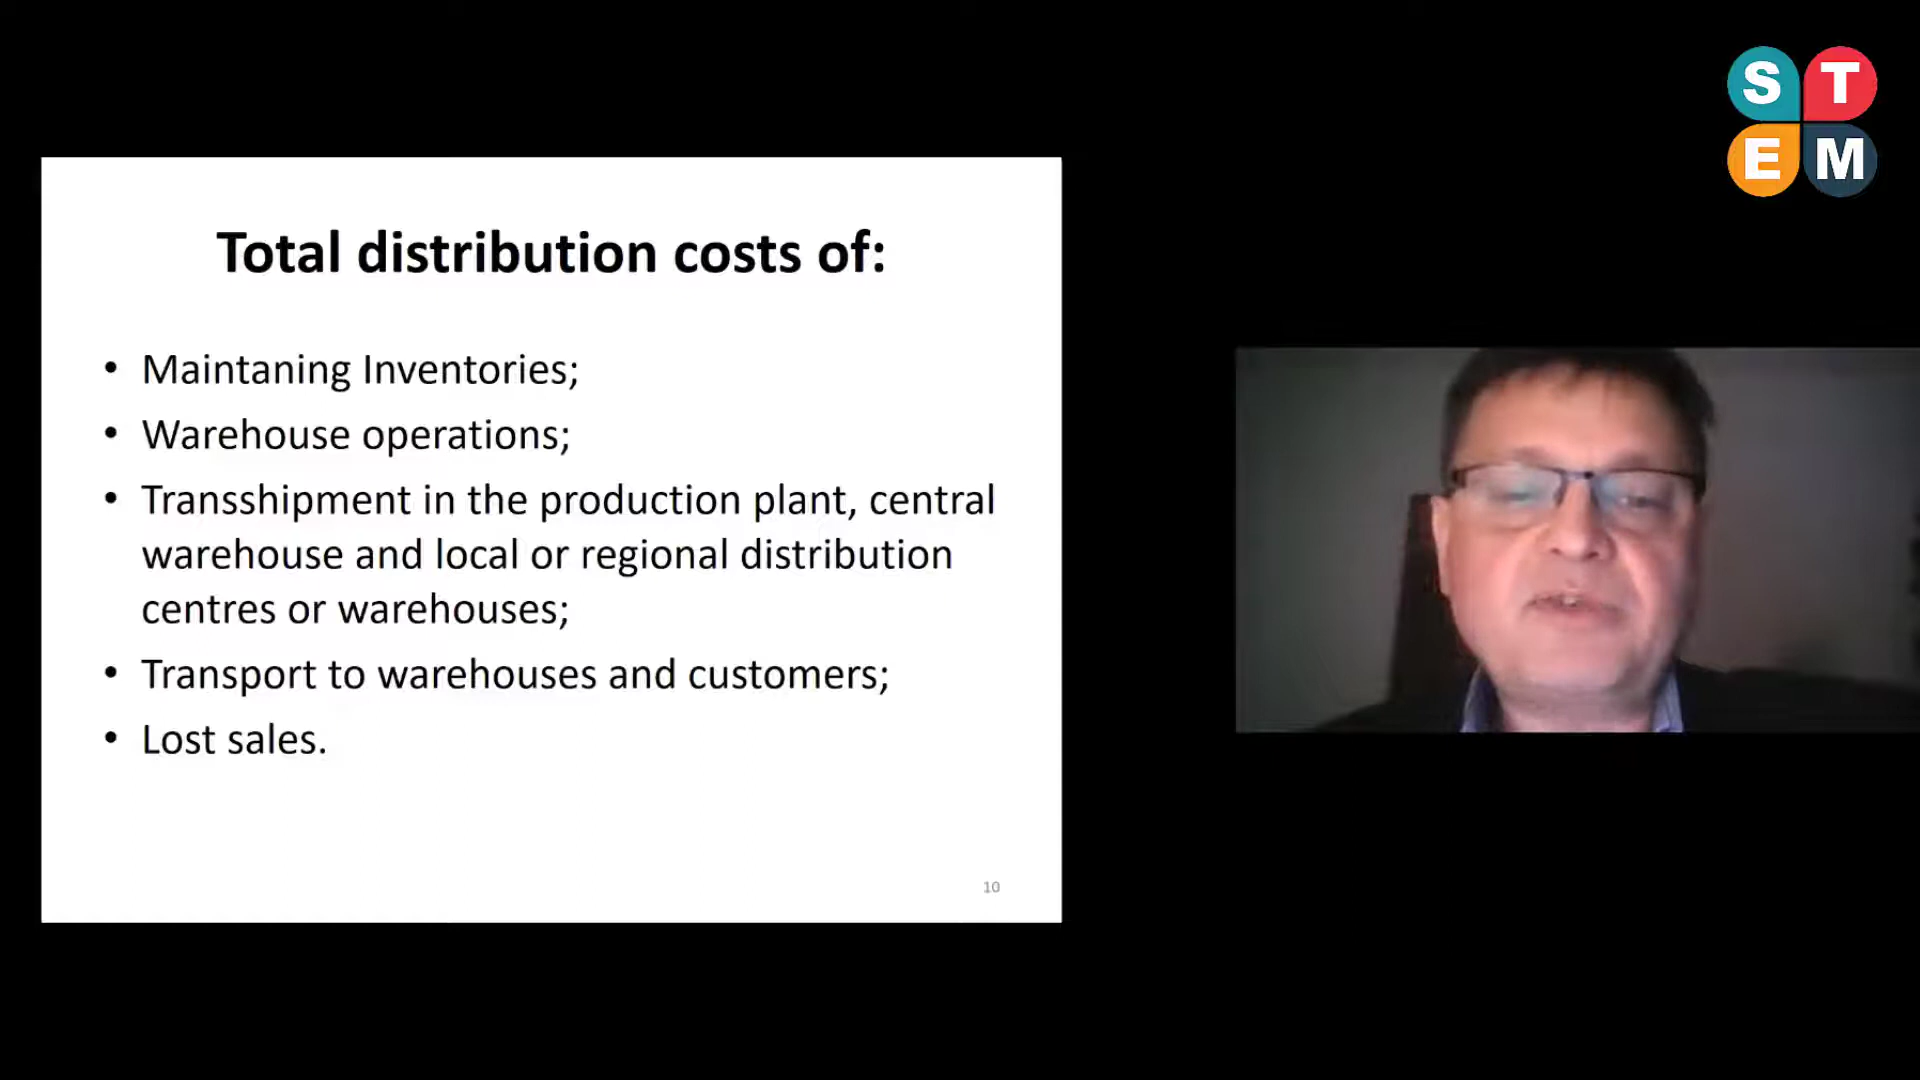 S T
E M
Total distribution costs of:
• Maintaning Inventories;
• Warehouse operations;
• Transshipment in the production plant, central
warehouse and local or regional distribution
centres or warehouses;
• Transport to warehouses and customers;
• Lost sales.
10